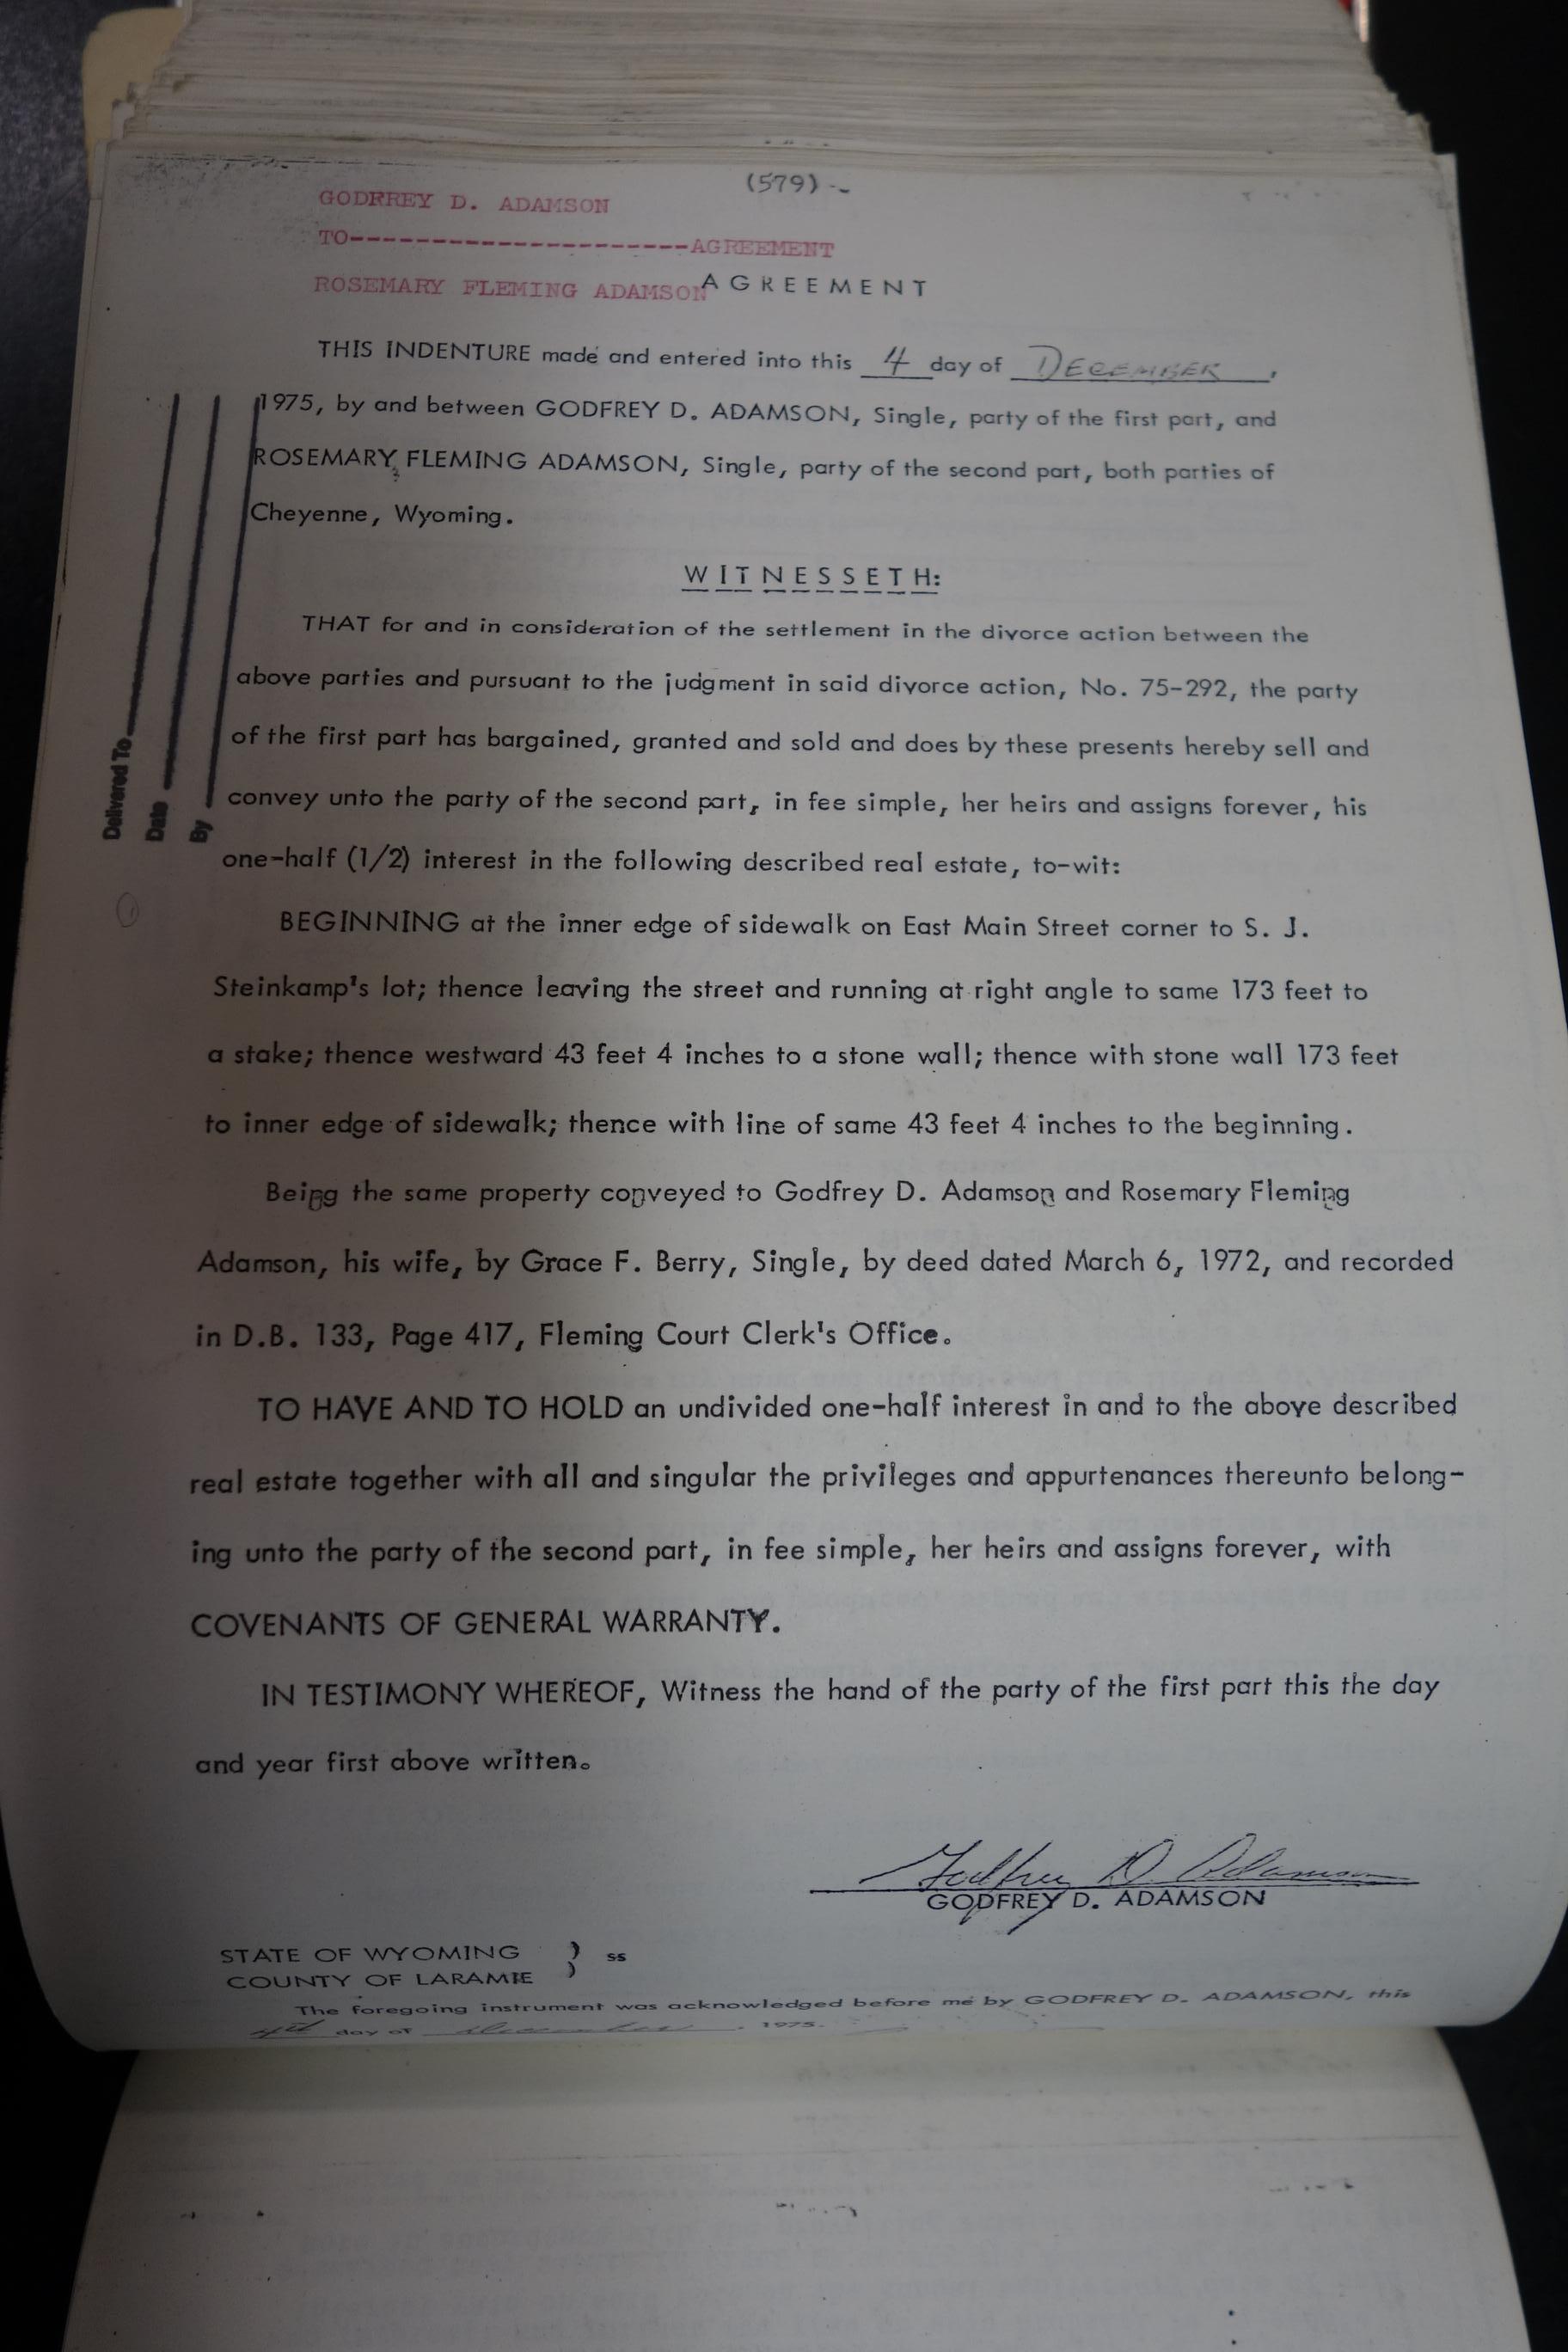 (579)
GODFREY D. ADAMSON
TO---------------------AGREEMENT
ROSEMARY FLEMING ADAMSON
AGREEMENT
THIS INDENTURE made and entered into this 4 day of DECEMBER,
1975, by and between GODFREY D. ADAMSON, Single, party of the first part, and
ROSEMARY FLEMING ADAMSON, Single, party of the second part, both parties of
Cheyenne, Wyoming.
WITNESSETH:
THAT for and in consideration of the settlement in the divorce action between the
above parties and pursuant to the judgment in said divorce action, No. 75-292, the party
of the first part has bargained, granted and sold and does by these presents hereby sell and
convey unto the party of the second part, in fee simple, her heirs and assigns forever, his
one-half (1/2) interest in the following described real estate, to-wit:
Delivered To
Date
By
BEGINNING at the inner edge of sidewalk on East Main Street corner to S. J.
Steinkamp's lot; thence leaving the street and running at right angle to same 173 feet to
a stake; thence westward 43 feet 4 inches to a stone wall; thence with stone wall 173 feet
to inner edge of sidewalk; thence with line of same 43 feet 4 inches to the beginning.
Being the same property conveyed to Godfrey D. Adamson and Rosemary Fleming
Adamson, his wife, by Grace F. Berry, Single, by deed dated March 6, 1972, and recorded
in D.B. 133, Page 417, Fleming Court Clerk's Office.
TO HAVE AND TO HOLD an undivided one-half interest in and to the above described
real estate together with all and singular the privileges and appurtenances thereunto belong-
ing unto the party of the second part, in fee simple, her heirs and assigns forever, with
COVENANTS OF GENERAL WARRANTY.
IN TESTIMONY WHEREOF, Witness the hand of the party of the first part this the day
and year first above written.
Godfrey D. Adamson
GODFREY D. ADAMSON
STATE OF WYOMING ) ss
COUNTY OF LARAMIE )
The foregoing instrument was acknowledged before me by GODFREY D. ADAMSON, this
day of December, 1975.